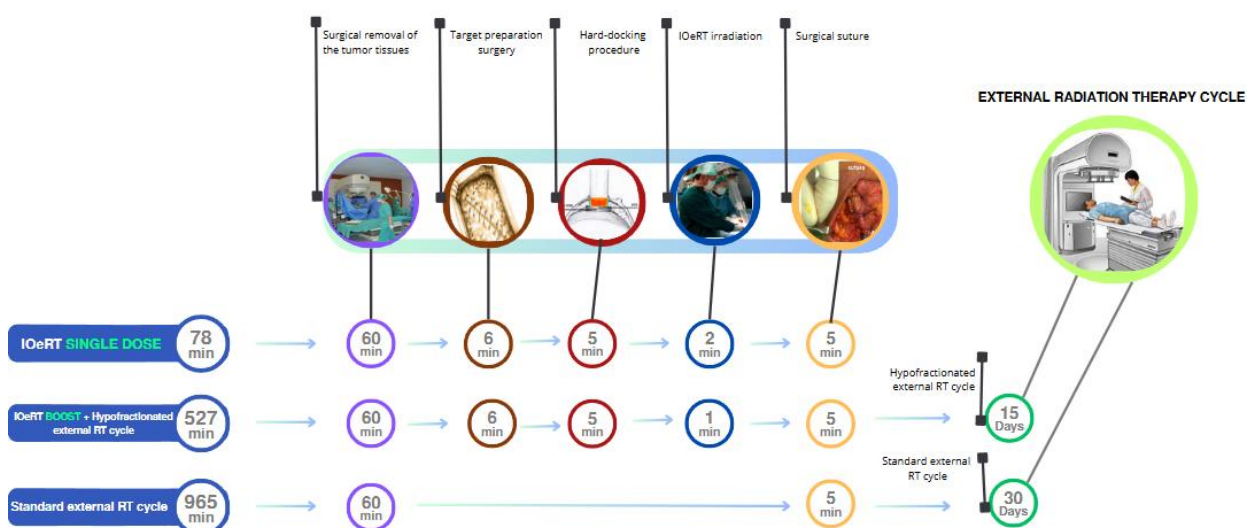 Surgical removal of
the tumor tissues
Target preparation
surgery
Hard-docking
procedure
IOeRT irradiation
Surgical suture
EXTERNAL RADIATION THERAPY CYCLE
IOeRT SINGLE DOSE
78
min
60
min
6
min
5
min
2
min
5
min
Hypofractionated
external RT cycle
IOeRT BOOST + Hypofractionated
external RT cycle
527
min
60
min
6
min
5
min
1
min
5
min
15
Days
Standard external
RT cycle
Standard external RT cycle
965
min
60
min
5
min
30
Days